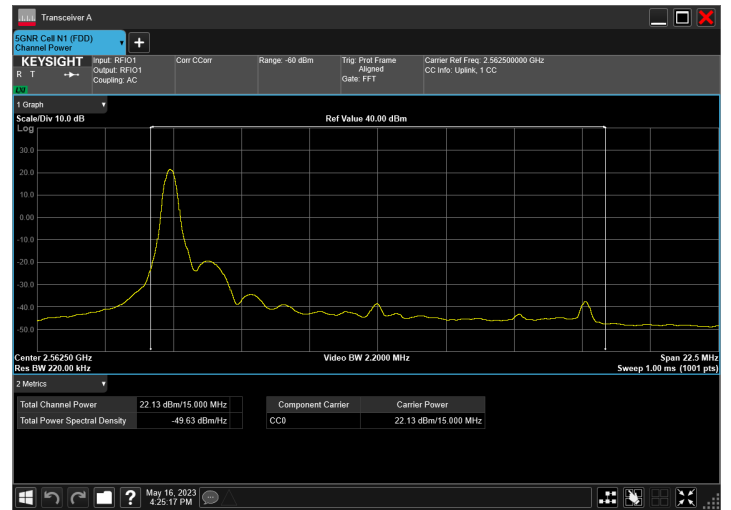 Transceiver A
5GNR Cell N1 (FDD)
Channel Power
KEYSIGHT
R T
LXI
Input: RFIO1
Output: RFIO1
Coupling: AC
Corr CCorr
Range: -60 dBm
Trig: Prot Frame
Aligned
Gate: FFT
Carrier Ref Freq: 2.562500000 GHz
CC Info: Uplink, 1 CC
1 Graph
Scale/Div 10.0 dB
Ref Value 40.00 dBm
Log
30.0
20.0
10.0
0.00
-10.0
-20.0
-30.0
-40.0
-50.0
Center 2.56250 GHz
Video BW 2.2000 MHz
Span 22.5 MHz
Res BW 220.00 kHz
Sweep 1.00 ms (1001 pts)
2 Metrics
Total Channel Power 22.13 dBm/15.000 MHz
Total Power Spectral Density -49.63 dBm/Hz
Component Carrier Carrier Power
CC0 22.13 dBm/15.000 MHz
?
May 16, 2023
4:25:17 PM